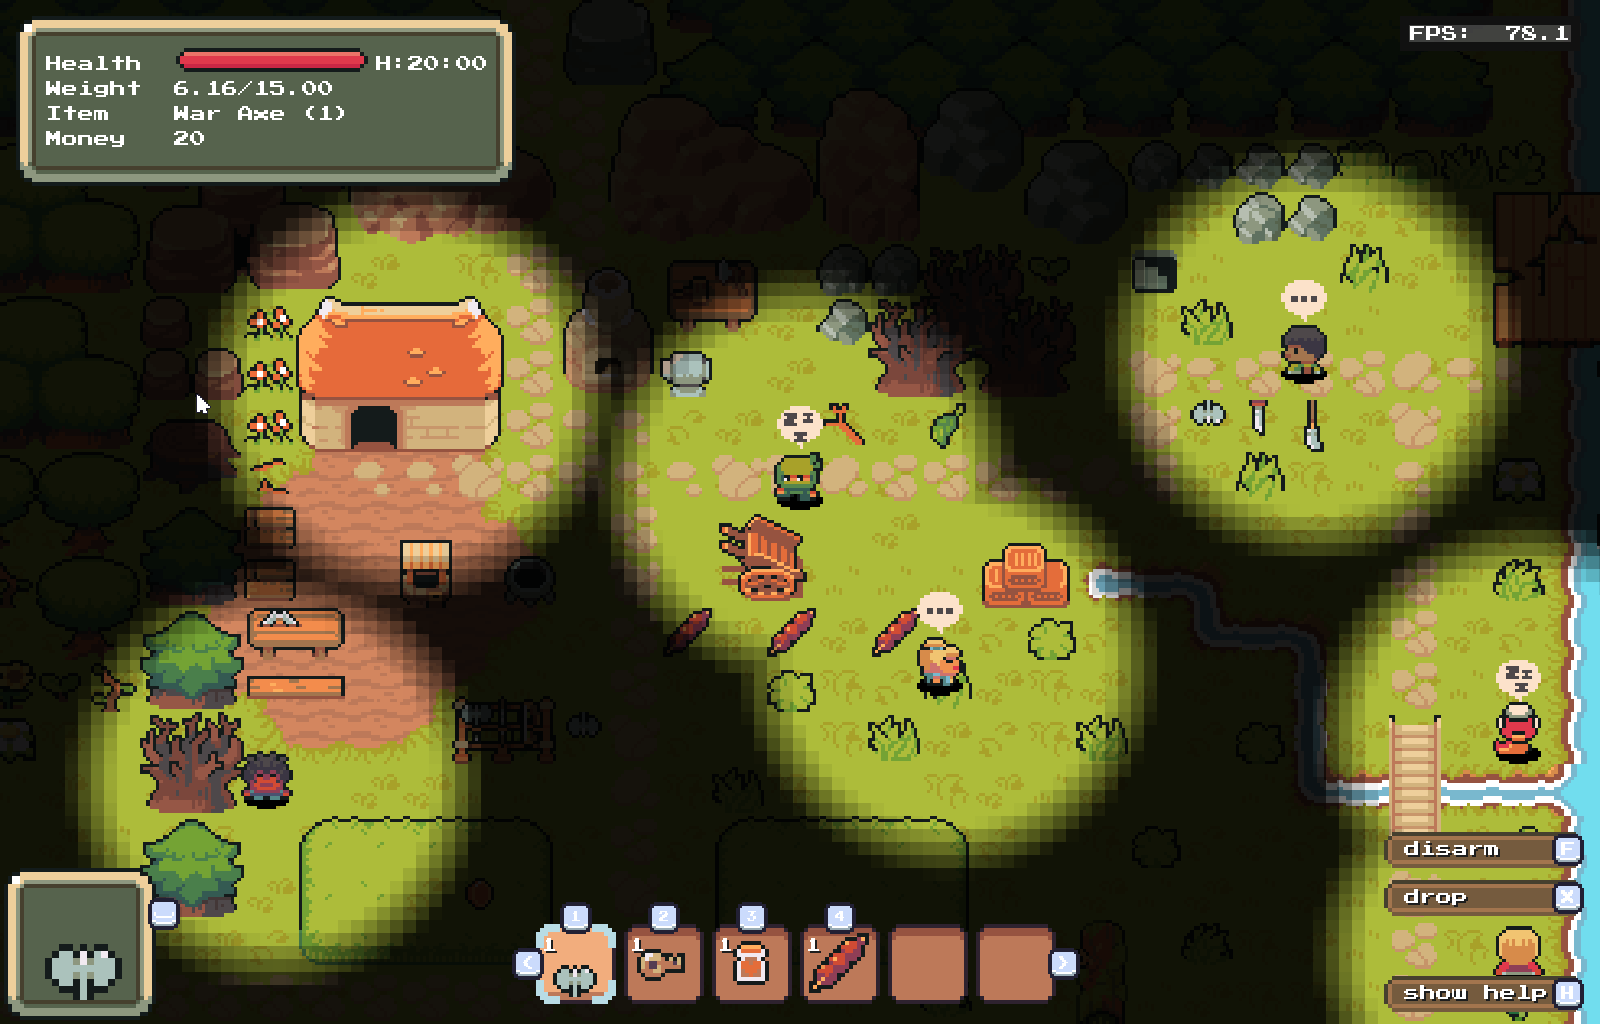 Health H:20:00
Weight 6.16/15.00
Item War Axe (1)
Money 20
FPS: 78.1
...
...
z z z
z z z
disarm F
drop X
show help H
1 2 3 4
1 1 1 1
< >